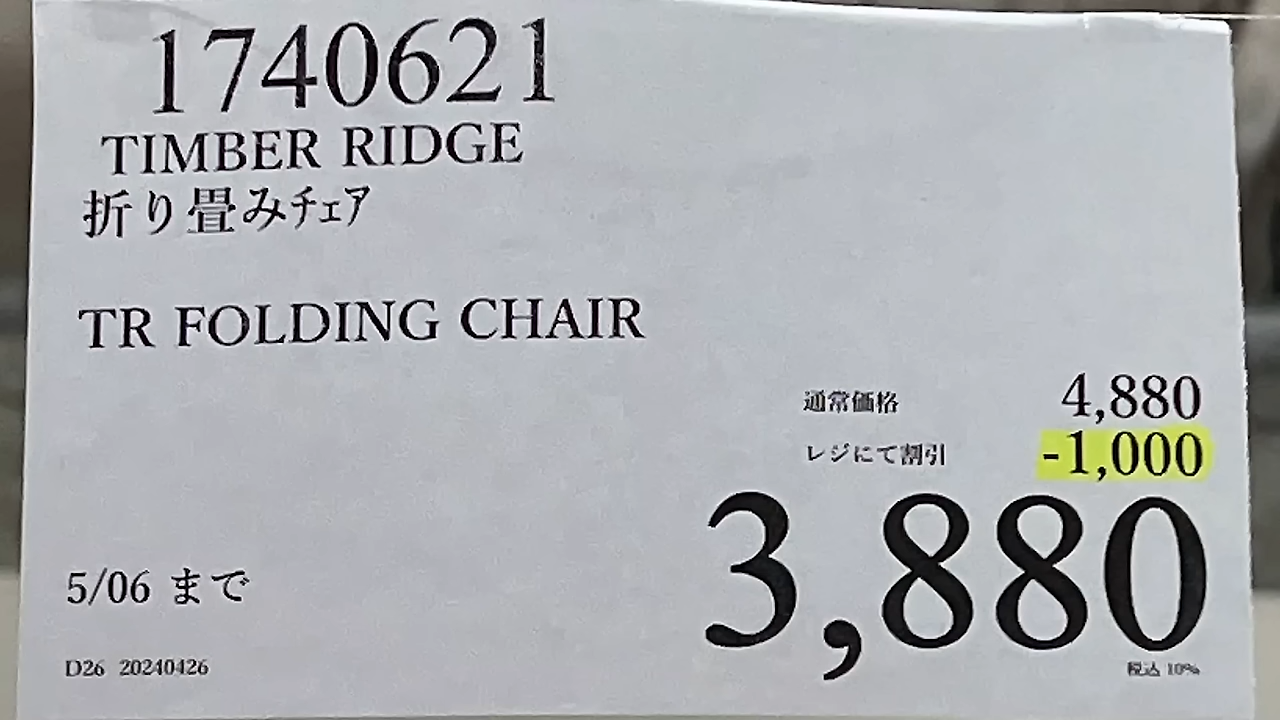 1740621
TIMBER RIDGE
折り畳みチェア
TR FOLDING CHAIR
通常価格 4,880
レジにて割引 -1,000
3,880
5/06 まで
D26 20240426
税込 10%